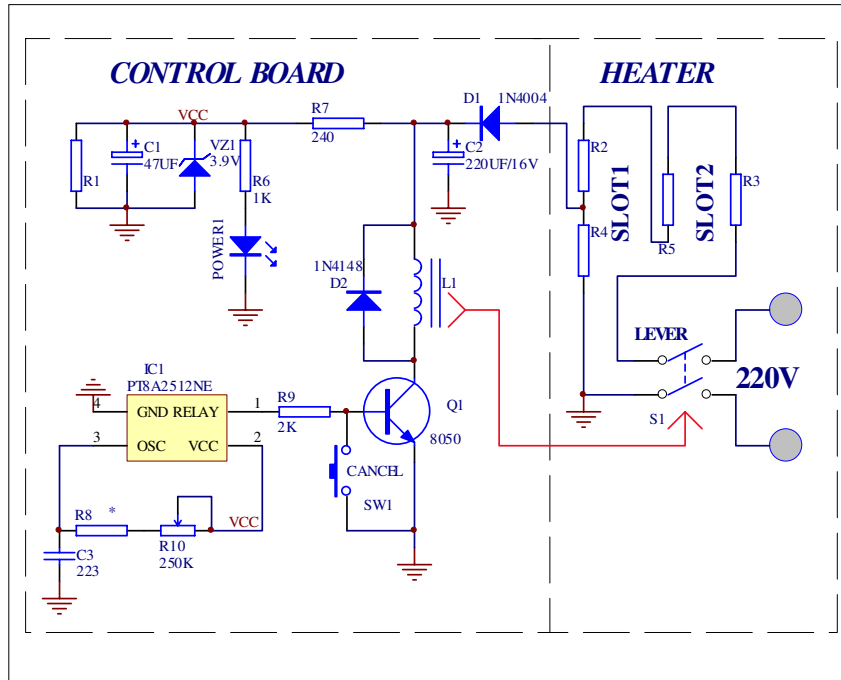 CONTROL BOARD
HEATER
D1
1N4004
VCC
R7
240
C1
47UF
VZ1
3.9V
R1
R6
1K
C2
220UF/16V
R2
SLOT1
SLOT2
R3
R4
R5
POWER1
1N4148
D2
L1
LEVER
220V
S1
IC1
PT8A2512NE
4
GND
RELAY
1
3
OSC
VCC
2
R9
2K
Q1
8050
CANCEL
SW1
R8
*
R10
250K
VCC
C3
223